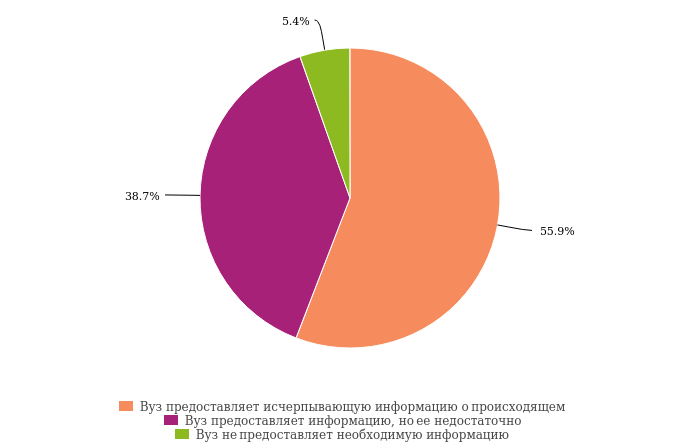 5.4%
38.7%
55.9%
Вуз предоставляет исчерпывающую информацию о происходящем
Вуз предоставляет информацию, но ее недостаточно
Вуз не предоставляет необходимую информацию